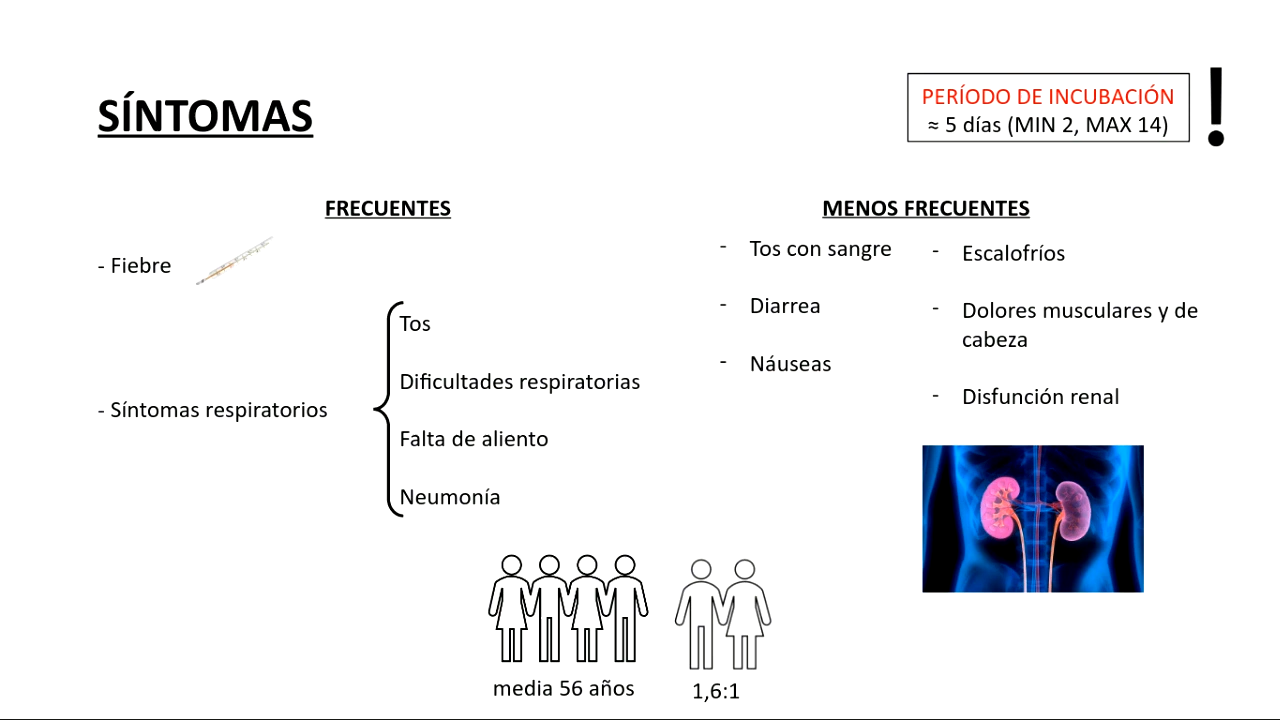 SÍNTOMAS
PERÍODO DE INCUBACIÓN
≈ 5 días (MIN 2, MAX 14)
!
FRECUENTES
- Fiebre
- Síntomas respiratorios
Tos
Dificultades respiratorias
Falta de aliento
Neumonía
MENOS FRECUENTES
- Tos con sangre
- Diarrea
- Náuseas
- Escalofríos
- Dolores musculares y de
cabeza
- Disfunción renal
media 56 años
1,6:1